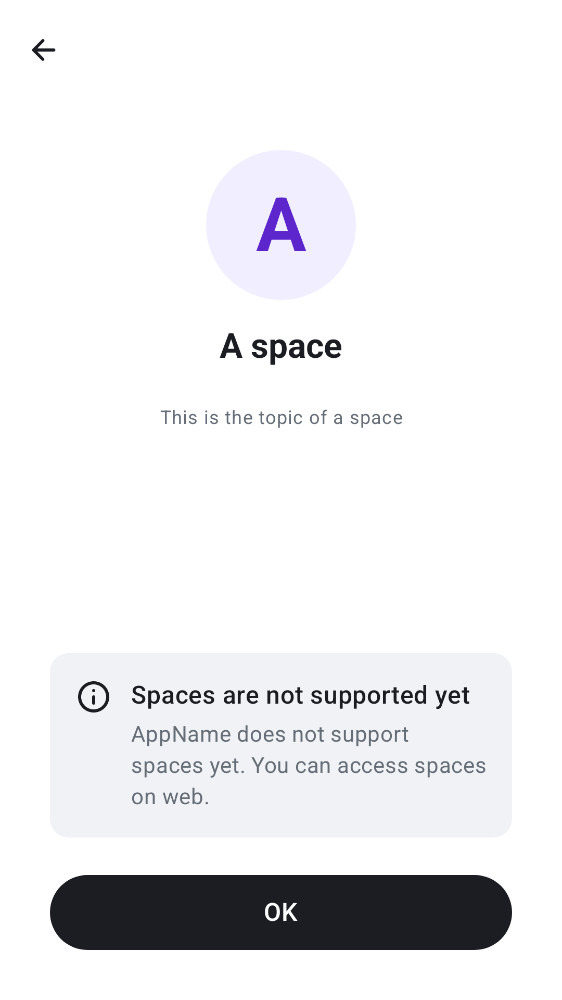 A
A space
This is the topic of a space
Spaces are not supported yet
AppName does not support
spaces yet. You can access spaces
on web.
OK